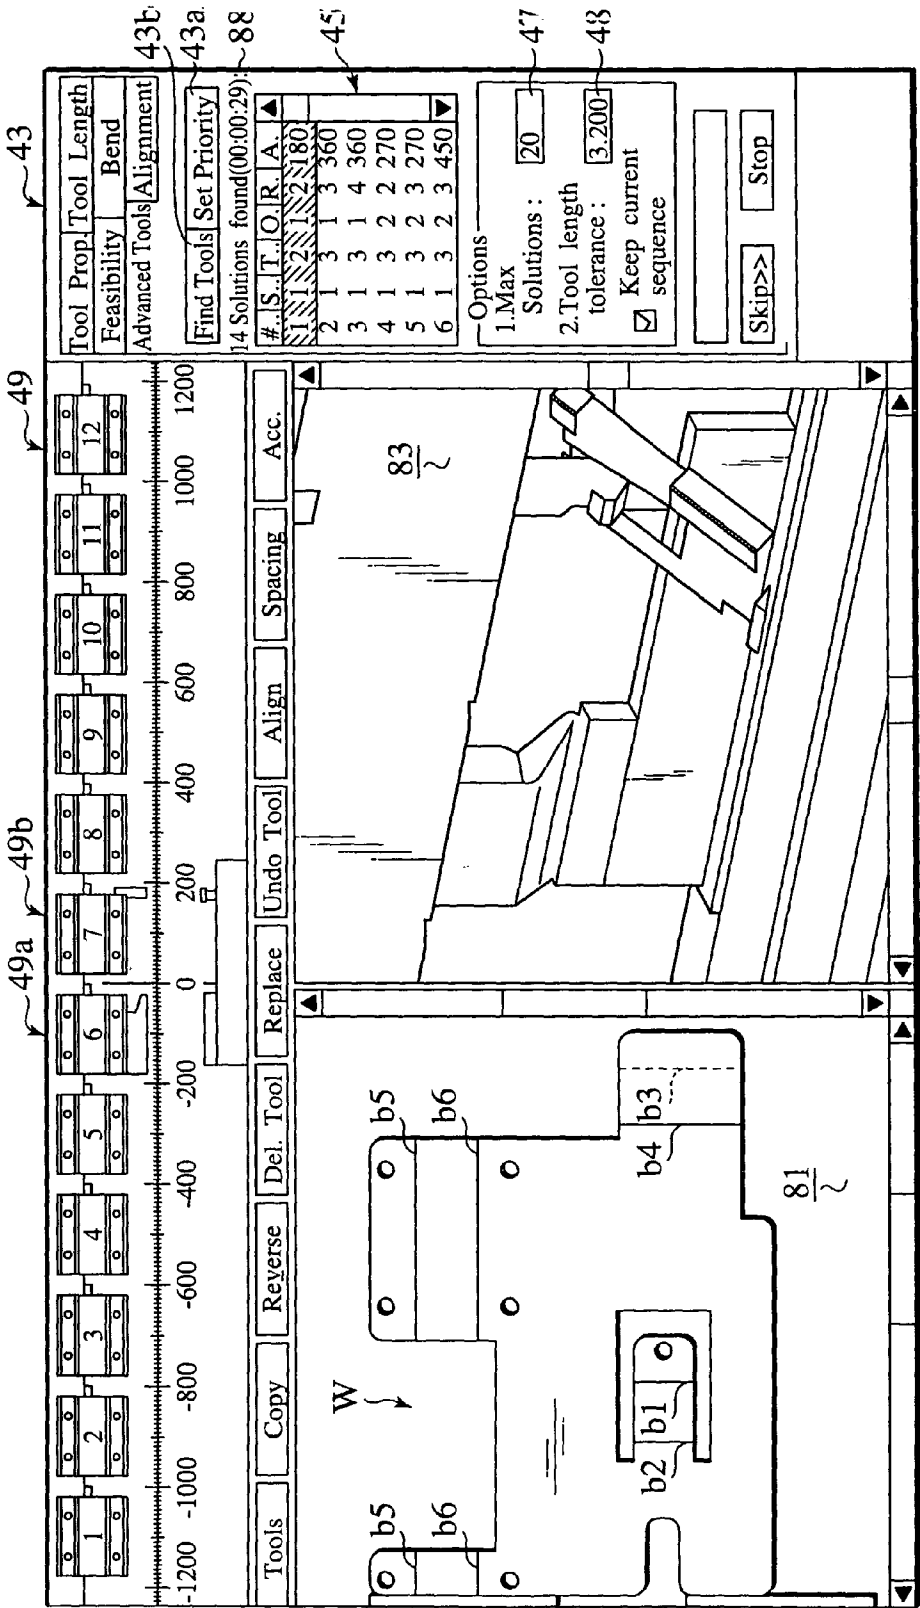 43
49
49a
49b
43b
43a
88
45
47
48
1 2 3 4 5 6 7 8 9 10 11 12
-1200 -1000 -800 -600 -400 -200 0 200 400 600 800 1000 1200
Tools Copy Reverse Del. Tool Replace Undo Tool Align Spacing Acc.
Tool Prop. Tool Length
Feasibility Bend
Advanced Tools Alignment
Find Tools Set Priority
14 Solutions found(00:00:29):
#.. S.. T.. O. R. A.
1 1 2 1 2 180
2 1 3 1 3 360
3 1 3 1 4 360
4 1 3 2 2 270
5 1 3 2 3 270
6 1 3 2 3 450
Options
1.Max
Solutions : 20
2.Tool length
tolerance : 3.200
Keep current
sequence
Skip>> Stop
W
b5
b6
b5
b6
b3
b4
b1
b2
81
83